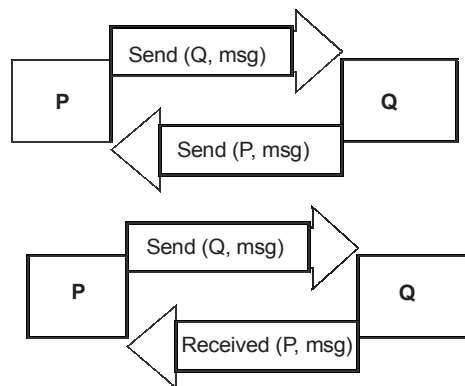 Send (Q, msg)
P
Q
Send (P, msg)
Send (Q, msg)
P
Q
Received (P, msg)